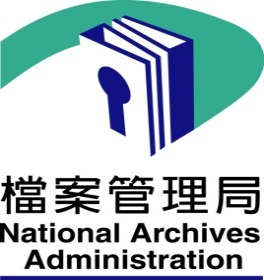 檔案管理局
National Archives
Administration